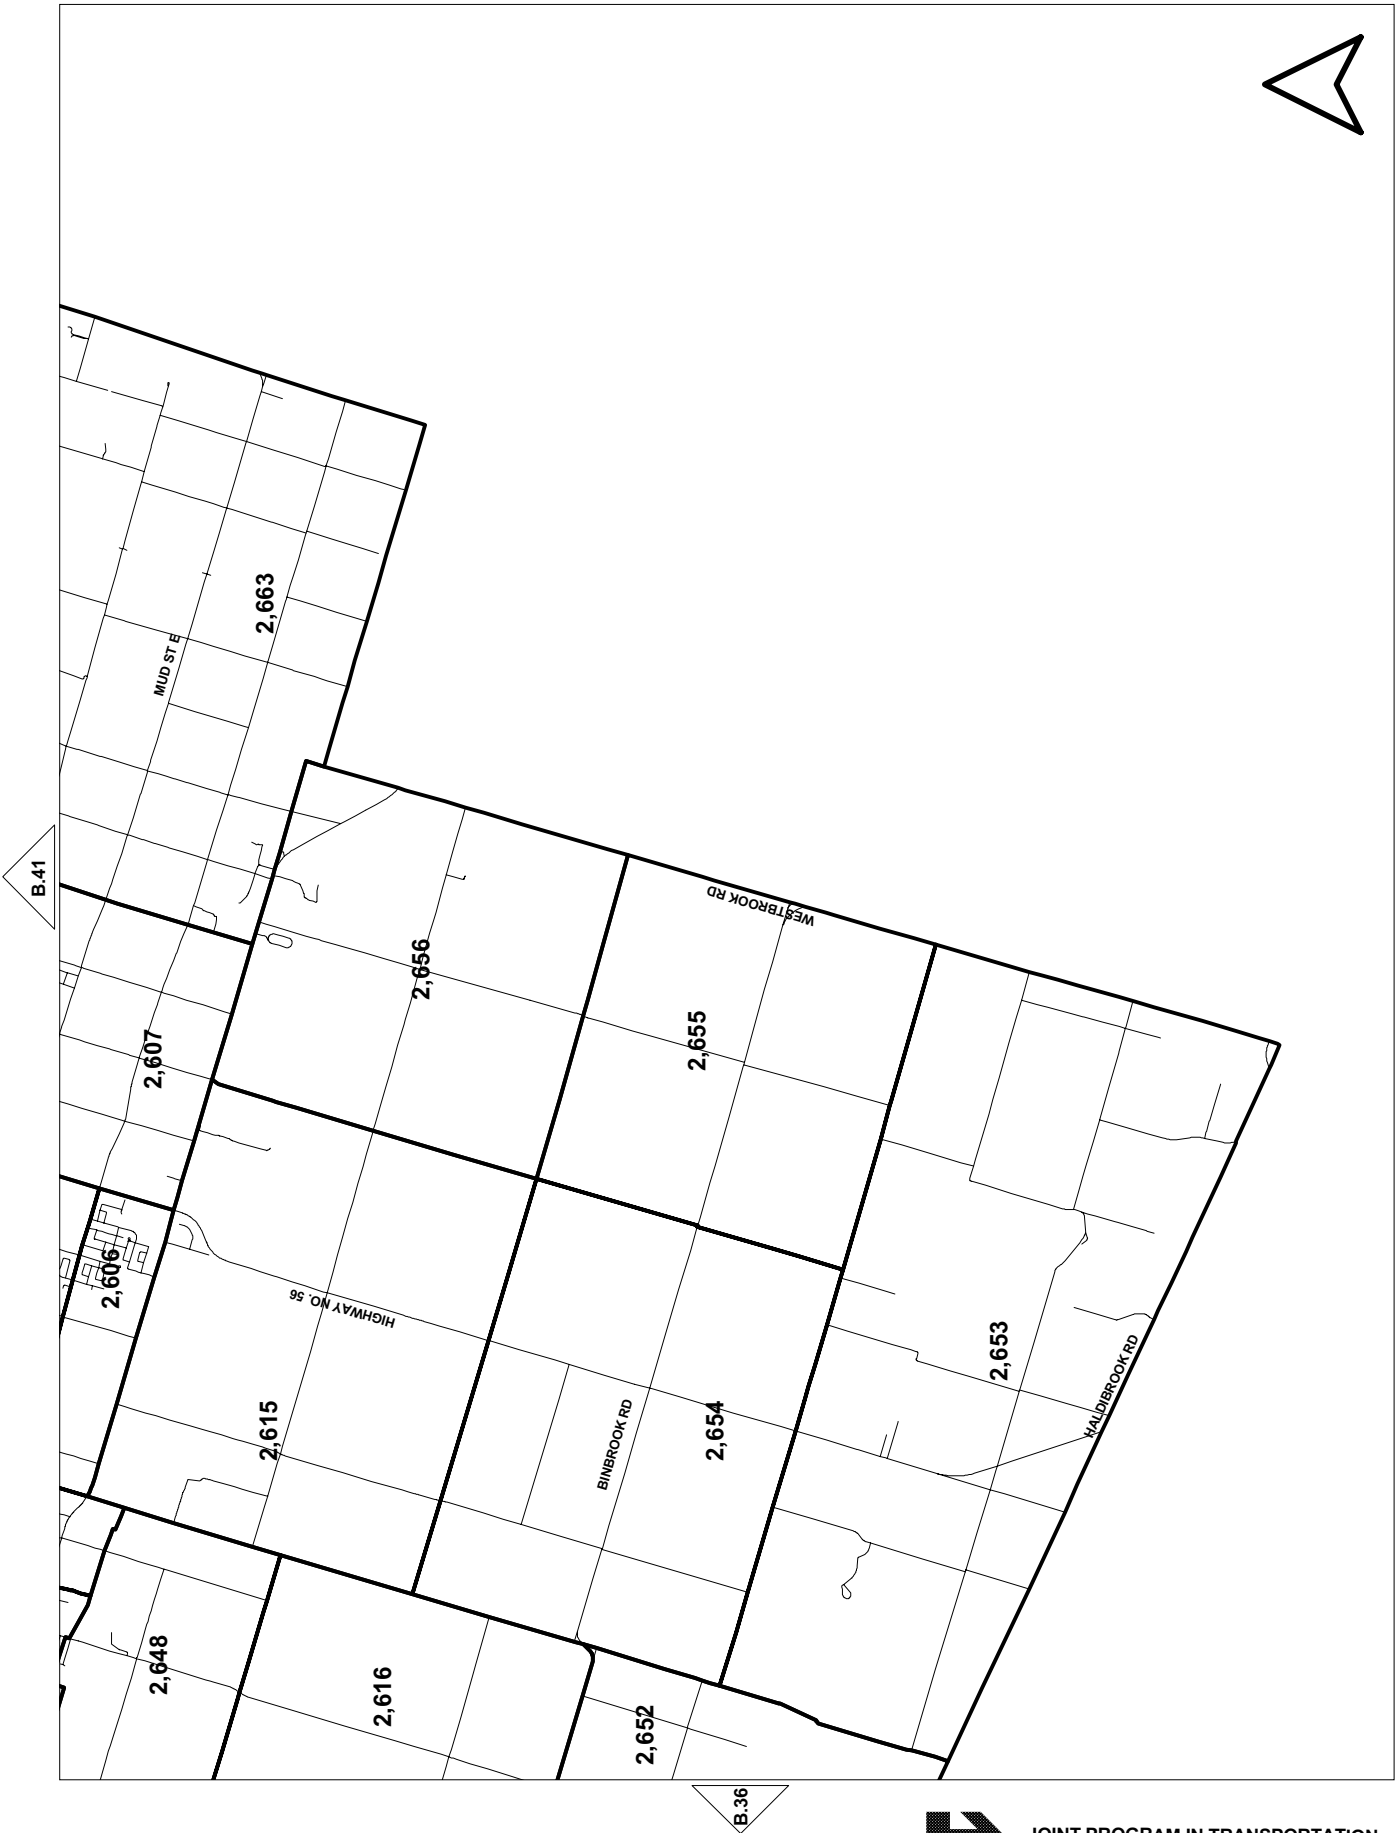 B.41
MUD ST E
2,663
2,607
2,656
WESTBROOK RD
2,655
2,606
HIGHWAY NO. 56
2,615
BINBROOK RD
2,654
2,653
HALDIBROOK RD
2,648
2,616
2,652
B.36
JOINT PROGRAM IN TRANSPORTATION